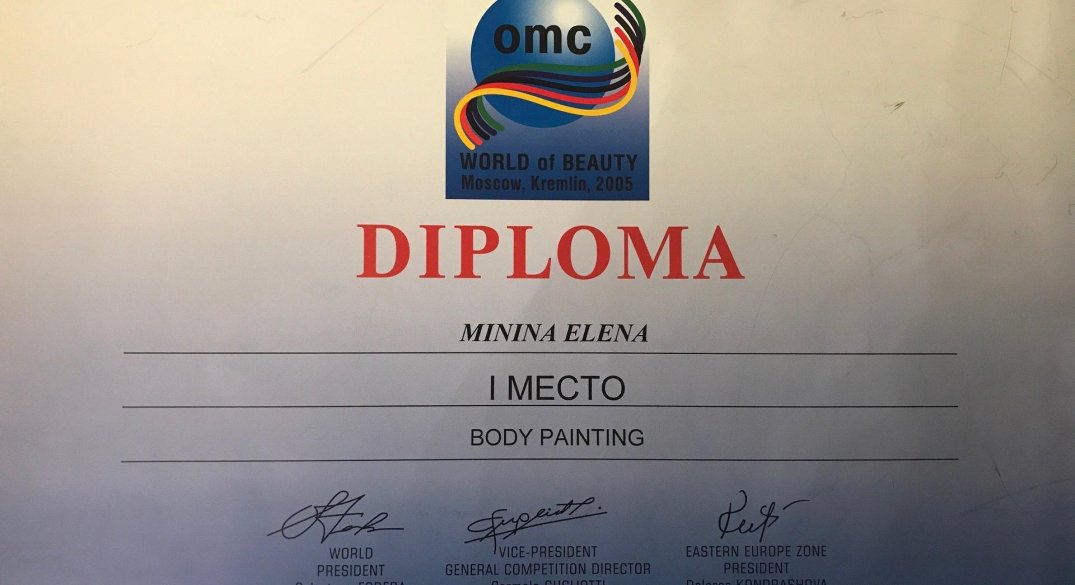 omc
WORLD of BEAUTY
Moscow, Kremlin, 2005
DIPLOMA
MININA ELENA
I МЕСТО
BODY PAINTING
WORLD
PRESIDENT
VICE-PRESIDENT
GENERAL COMPETITION DIRECTOR
EASTERN EUROPE ZONE
PRESIDENT